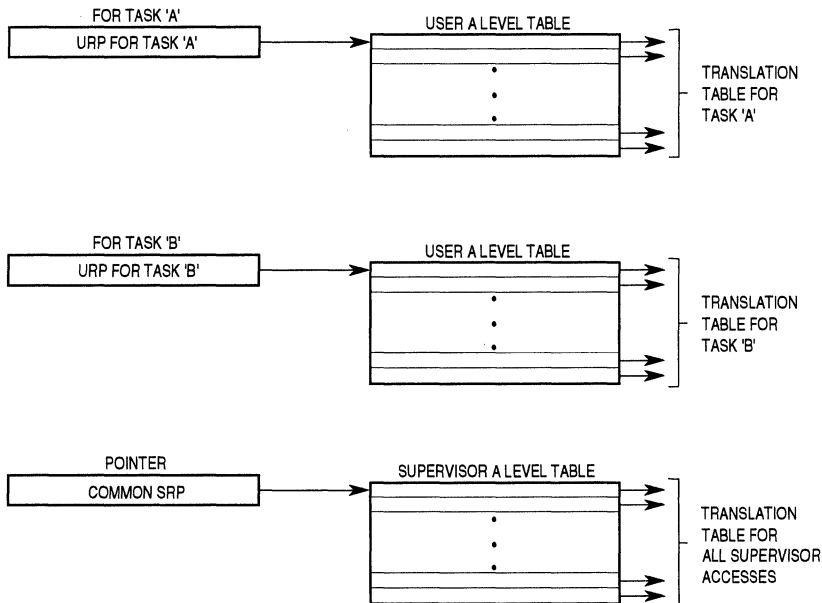 FOR TASK 'A'
URP FOR TASK 'A'
USER A LEVEL TABLE
TRANSLATION
TABLE FOR
TASK 'A'
FOR TASK 'B'
URP FOR TASK 'B'
USER A LEVEL TABLE
TRANSLATION
TABLE FOR
TASK 'B'
POINTER
COMMON SRP
SUPERVISOR A LEVEL TABLE
TRANSLATION
TABLE FOR
ALL SUPERVISOR
ACCESSES